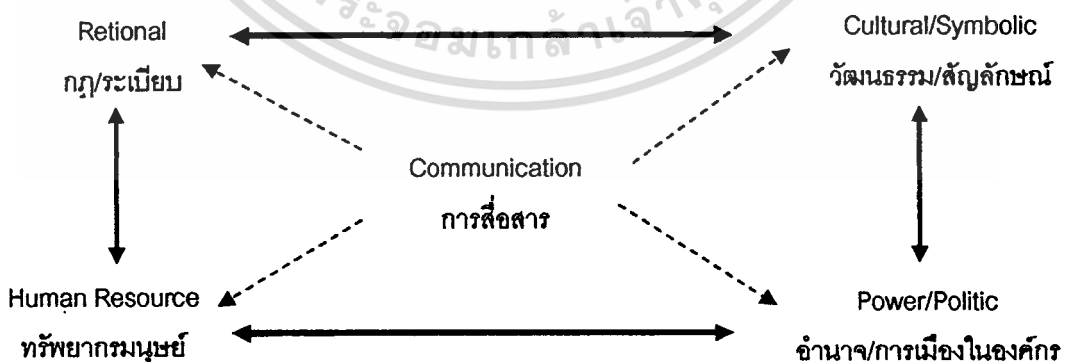 Retional
กฎ/ระเบียบ
Cultural/Symbolic
วัฒนธรรม/สัญลักษณ์
Communication
การสื่อสาร
Human Resource
ทรัพยากรมนุษย์
Power/Politic
อำนาจ/การเมืองในองค์กร